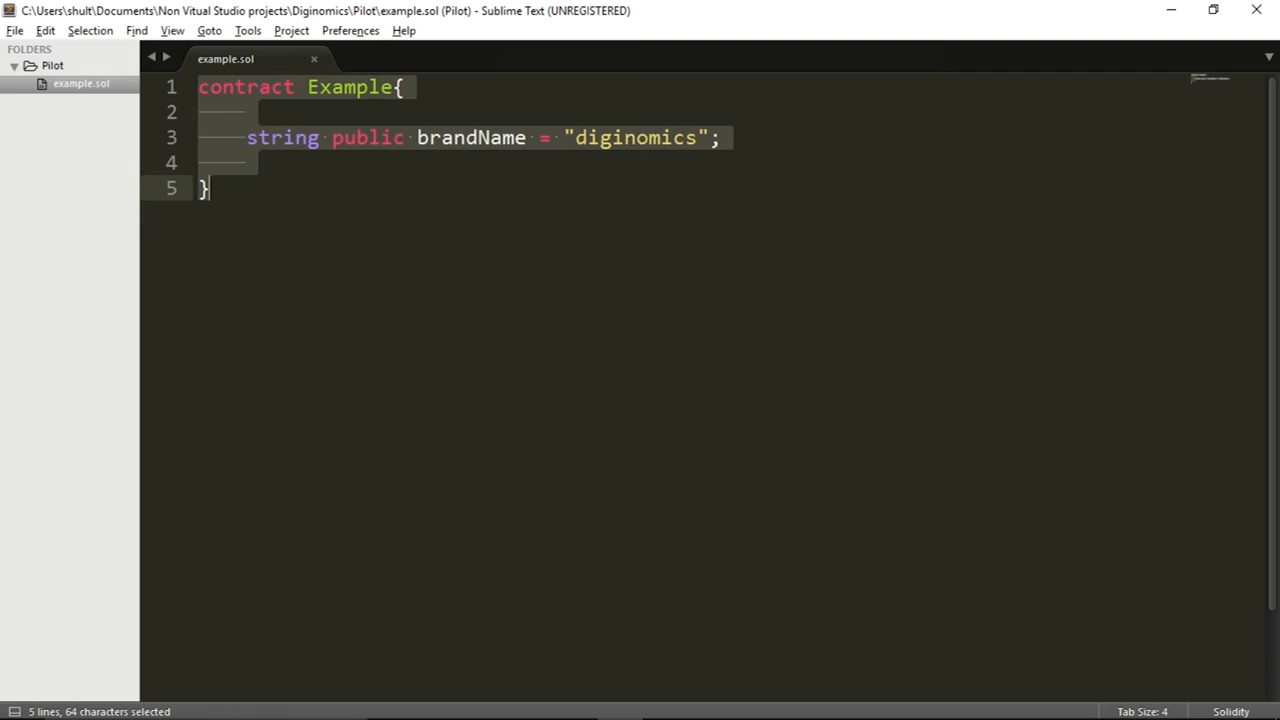 C:\Users\shult\Documents\Non Vitual Studio projects\Diginomics\Pilot\example.sol (Pilot) - Sublime Text (UNREGISTERED)
File Edit Selection Find View Goto Tools Project Preferences Help
FOLDERS
Pilot
example.sol
example.sol ×
1 contract Example{
2
3 string public brandName = "diginomics";
4
5 }
5 lines, 64 characters selected Tab Size: 4 Solidity